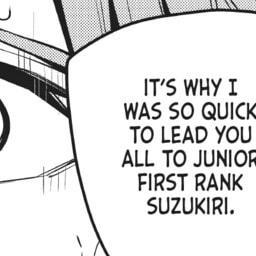 IT'S WHY I
WAS SO QUICK
TO LEAD YOU
ALL TO JUNIOR
FIRST RANK
SUZUKIRI.